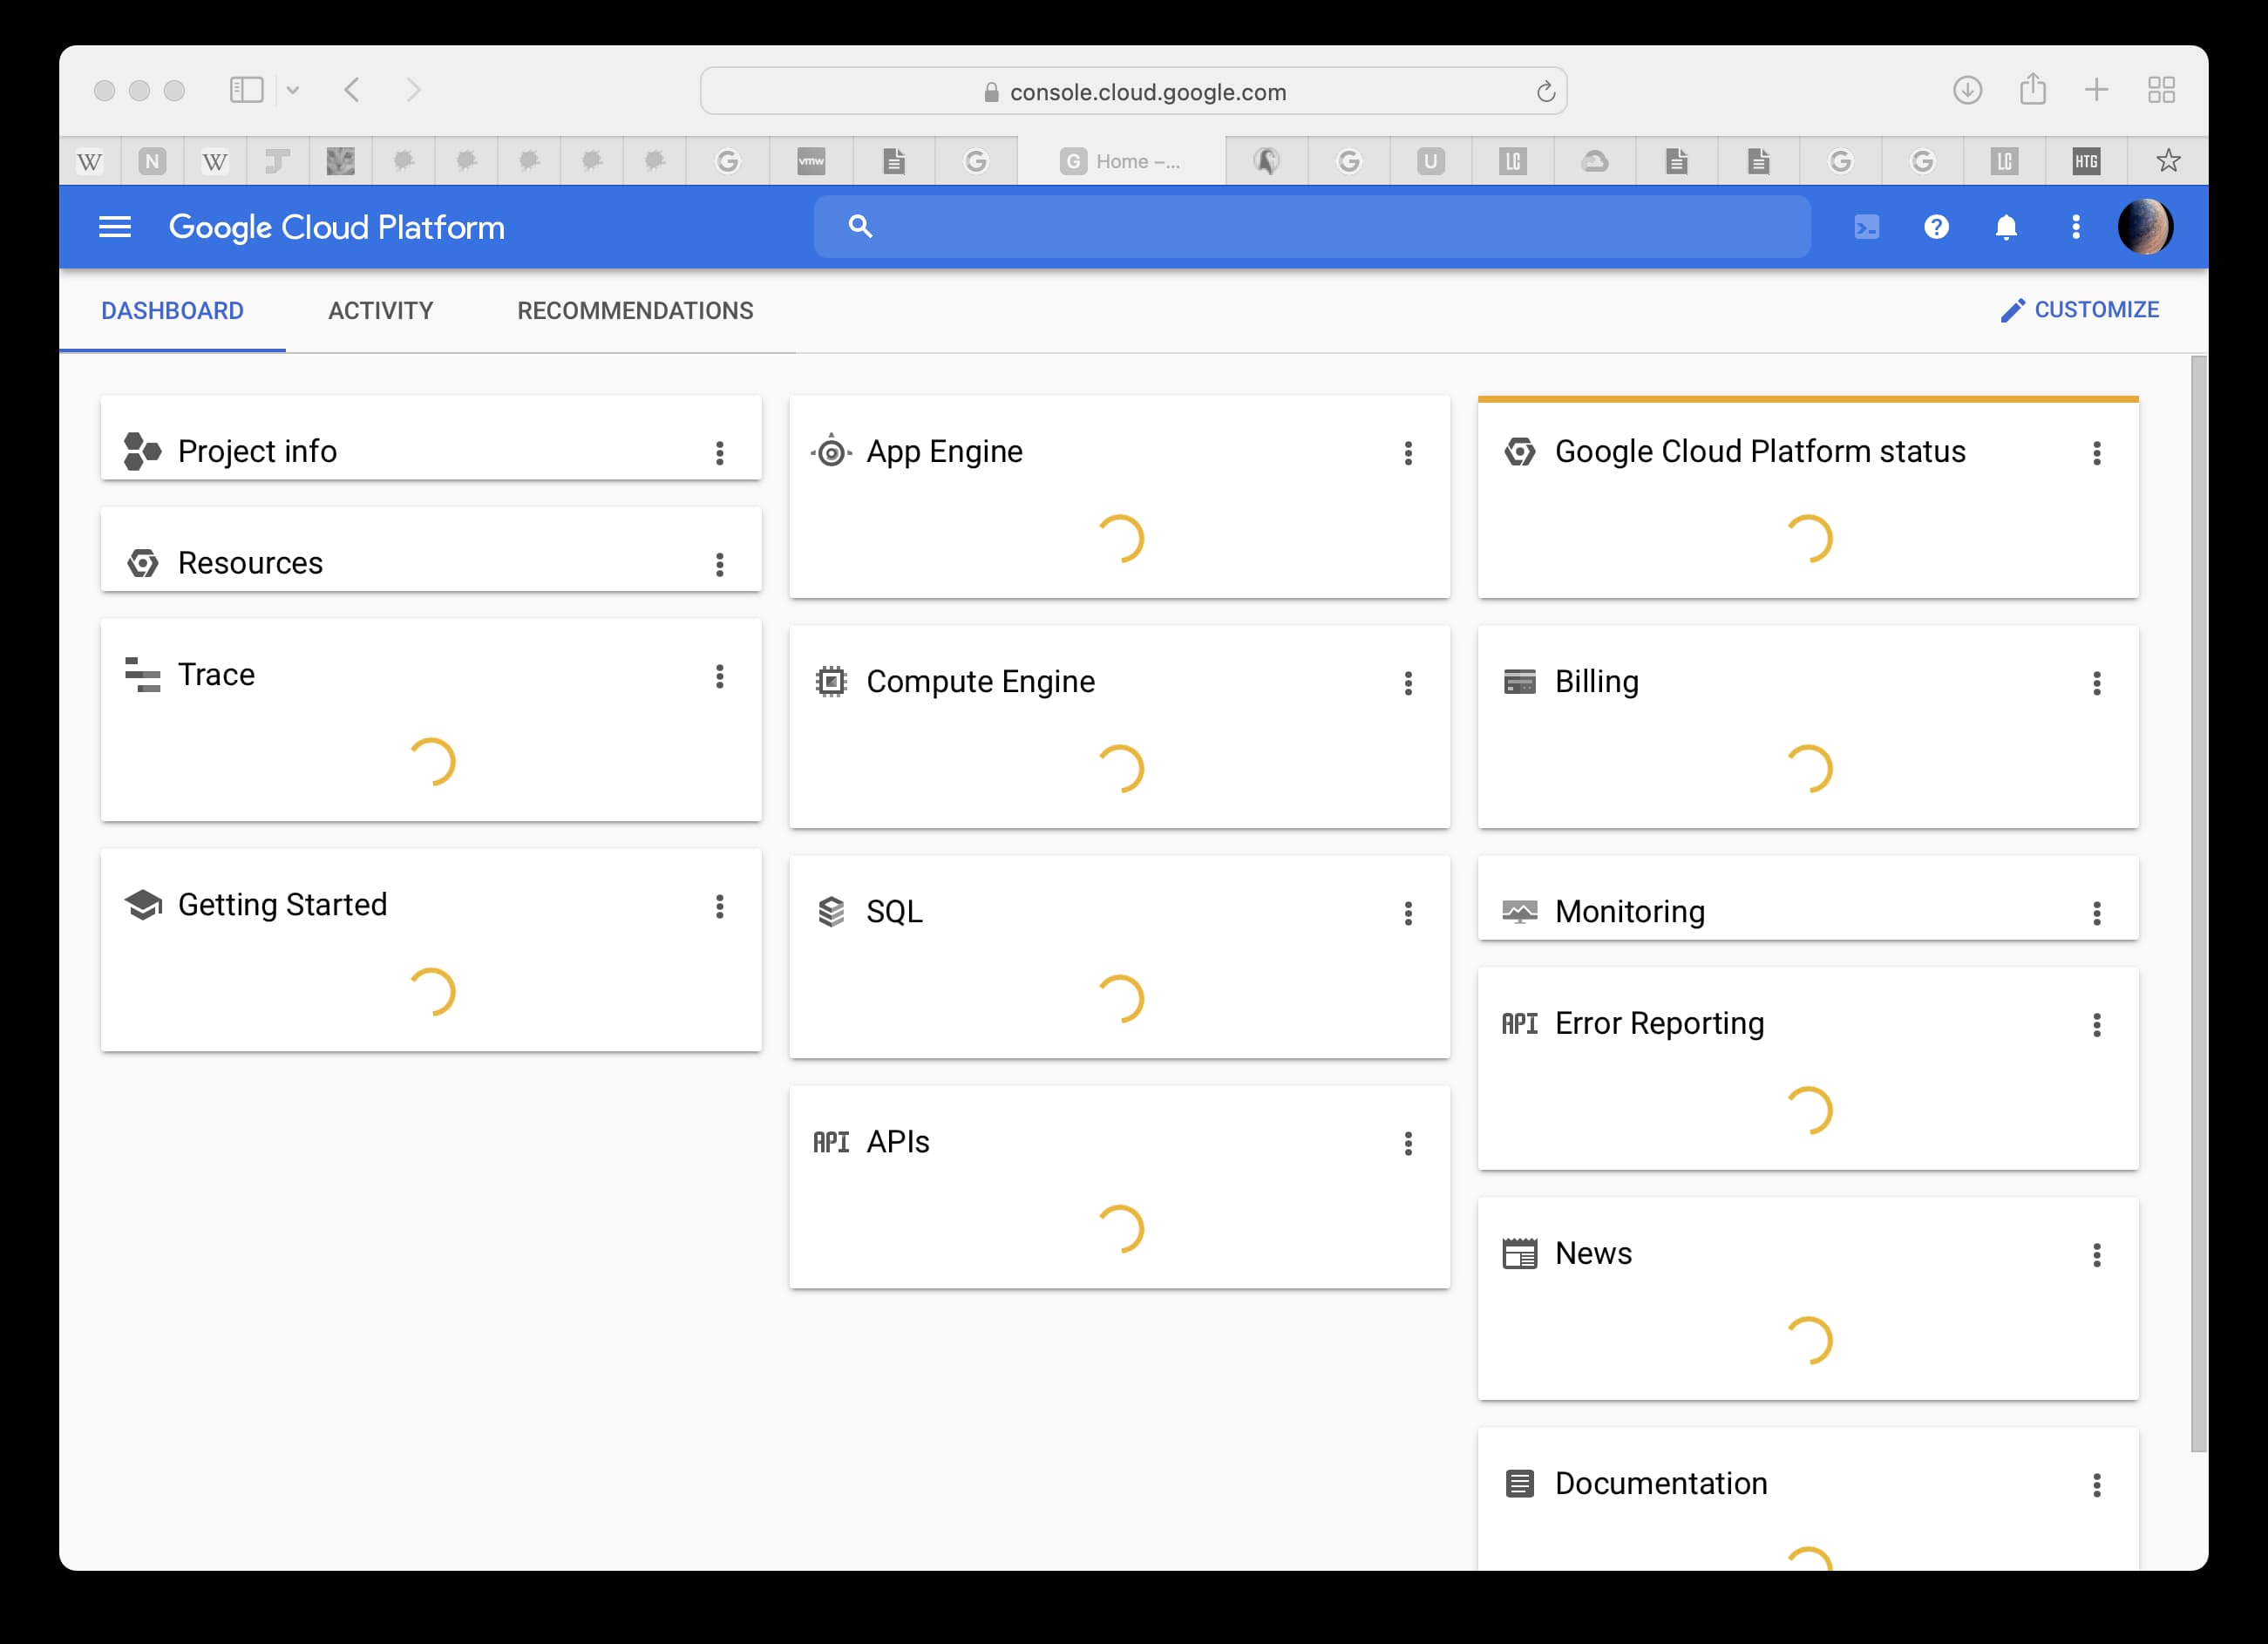 console.cloud.google.com
W
N
W
J
G
vmw
G
G
Home –...
G
U
LC
G
G
LC
HTG
Google Cloud Platform
DASHBOARD
ACTIVITY
RECOMMENDATIONS
CUSTOMIZE
Project info
Resources
Trace
Getting Started
App Engine
Compute Engine
SQL
API APIs
Google Cloud Platform status
Billing
Monitoring
API Error Reporting
News
Documentation